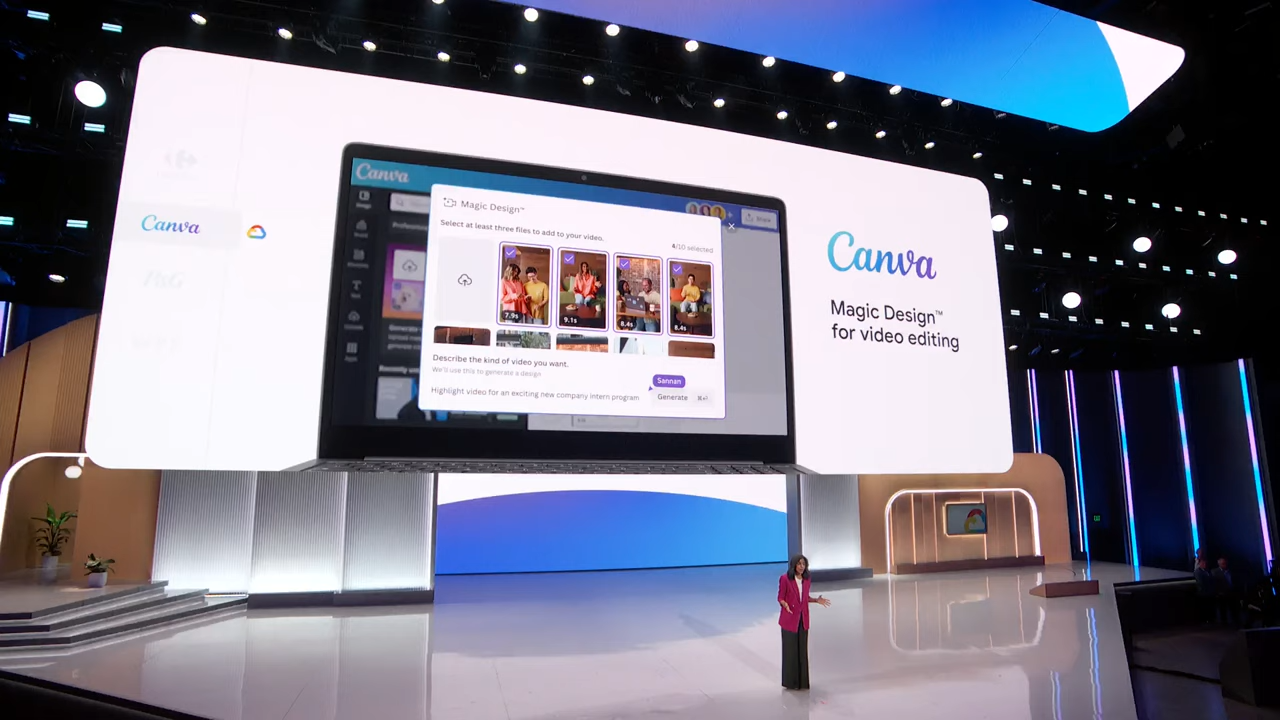 Canva
P&G
Canva
Share
Magic Design™
Select at least three files to add to your video.
4/10 selected
7.9s
9.1s
8.4s
8.4s
Describe the kind of video you want.
We'll use this to generate a design
Sannan
Highlight video for an exciting new company intern program
Generate
Canva
Magic Design™
for video editing